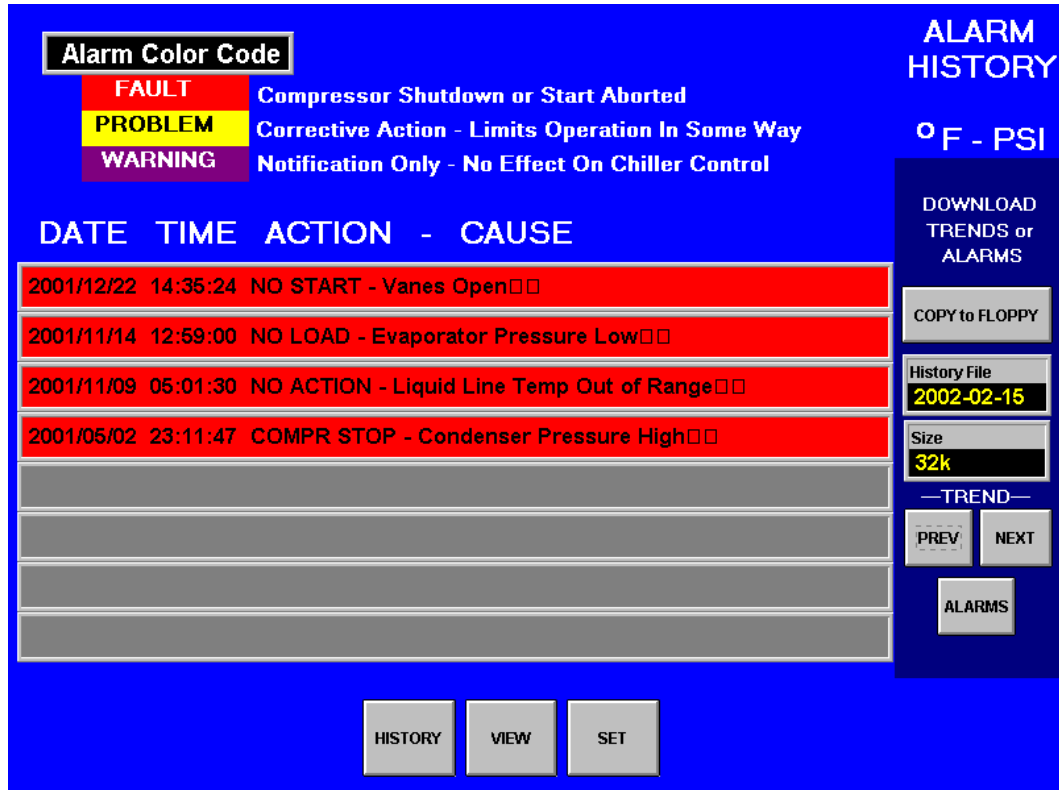 Alarm Color Code
FAULT Compressor Shutdown or Start Aborted
PROBLEM Corrective Action - Limits Operation In Some Way
WARNING Notification Only - No Effect On Chiller Control
DATE TIME ACTION - CAUSE
2001/12/22 14:35:24 NO START - Vanes Open▯▯
2001/11/14 12:59:00 NO LOAD - Evaporator Pressure Low▯▯
2001/11/09 05:01:30 NO ACTION - Liquid Line Temp Out of Range▯▯
2001/05/02 23:11:47 COMPR STOP - Condenser Pressure High▯▯
ALARM
HISTORY
°F - PSI
DOWNLOAD
TRENDS or
ALARMS
COPY to FLOPPY
History File
2002-02-15
Size
32k
—TREND—
PREV NEXT
ALARMS
HISTORY VIEW SET